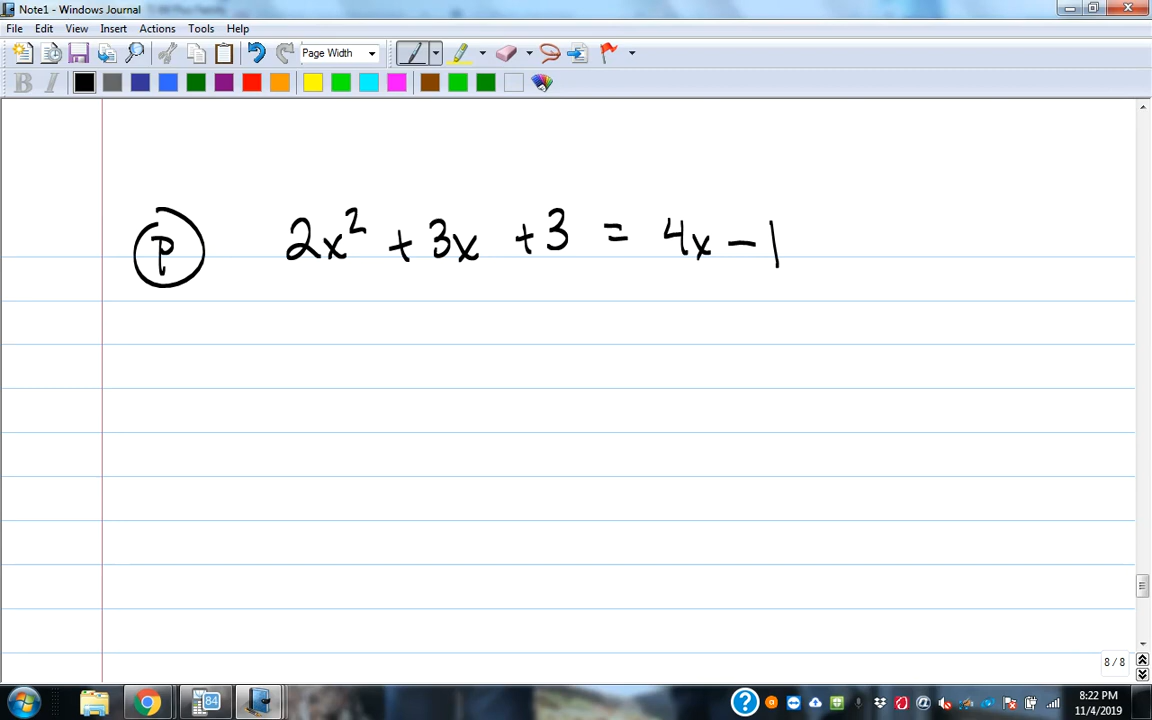 Note1 - Windows Journal
File Edit View Insert Actions Tools Help
Page Width
B I
P 2x² + 3x + 3 = 4x - 1
8 / 8
84
8:22 PM
11/4/2019